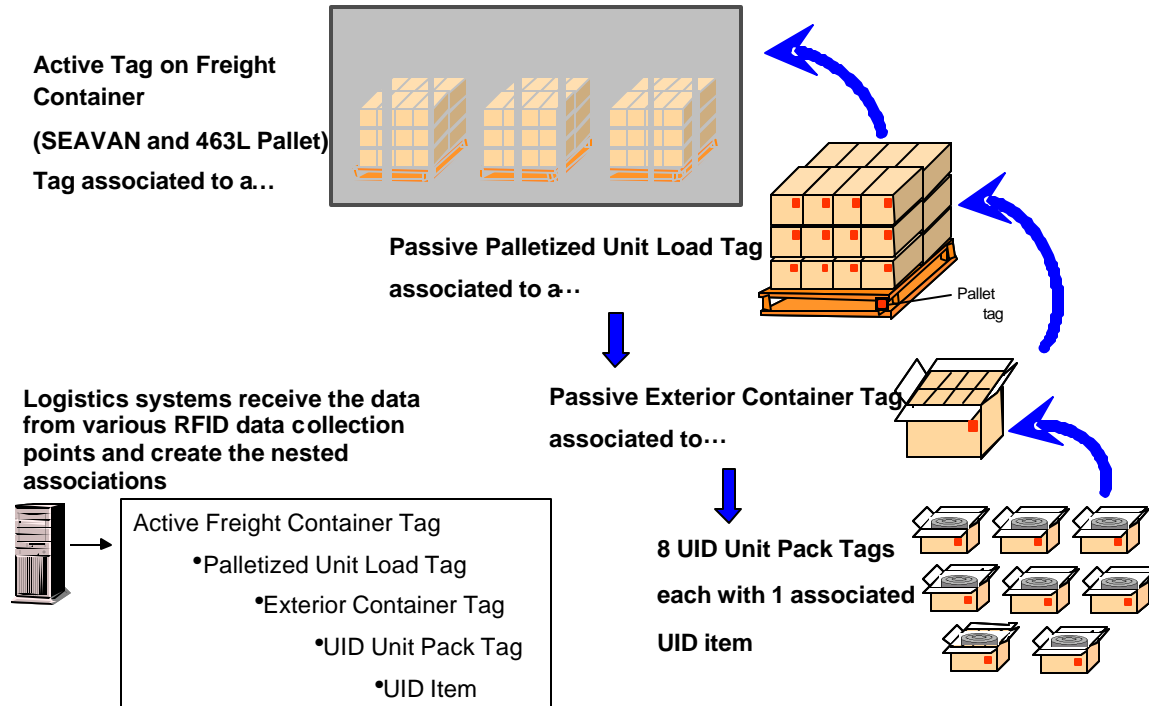 Active Tag on Freight
Container
(SEAVAN and 463L Pallet)
Tag associated to a…
Passive Palletized Unit Load Tag
associated to a…
Pallet
tag
Passive Exterior Container Tag
associated to…
Logistics systems receive the data
from various RFID data collection
points and create the nested
associations
8 UID Unit Pack Tags
each with 1 associated
UID item
Active Freight Container Tag
•Palletized Unit Load Tag
•Exterior Container Tag
•UID Unit Pack Tag
•UID Item